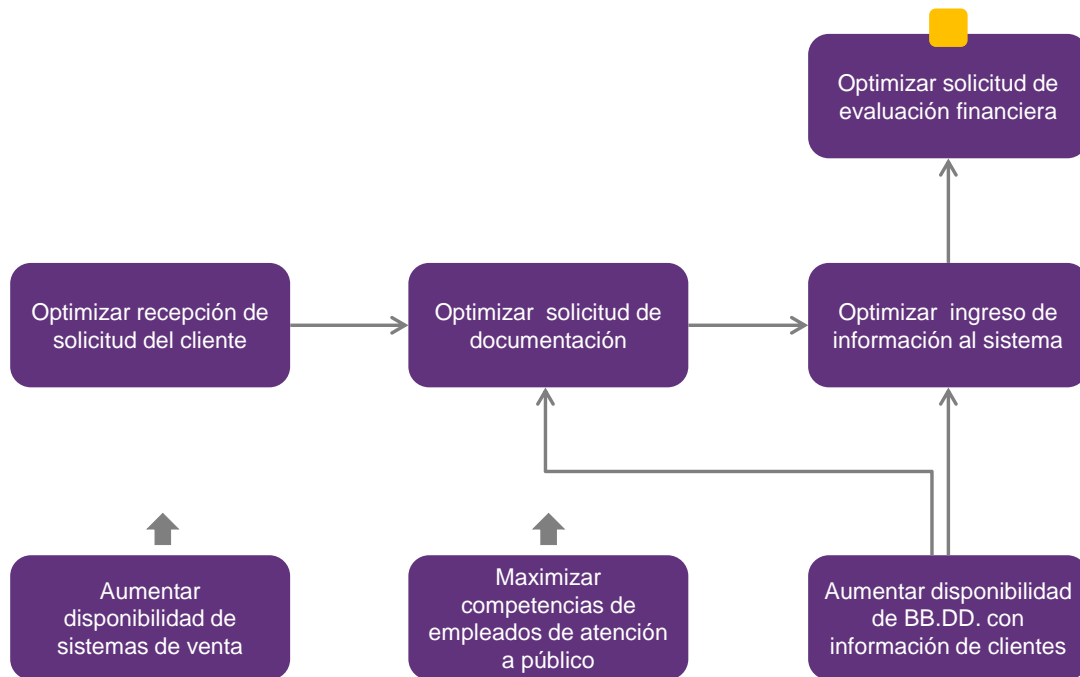 Optimizar solicitud de
evaluación financiera
Optimizar recepción de
solicitud del cliente
Optimizar  solicitud de
documentación
Optimizar  ingreso de
información al sistema
Aumentar
disponibilidad de
sistemas de venta
Maximizar
competencias de
empleados de atención
a público
Aumentar disponibilidad
de BB.DD. con
información de clientes